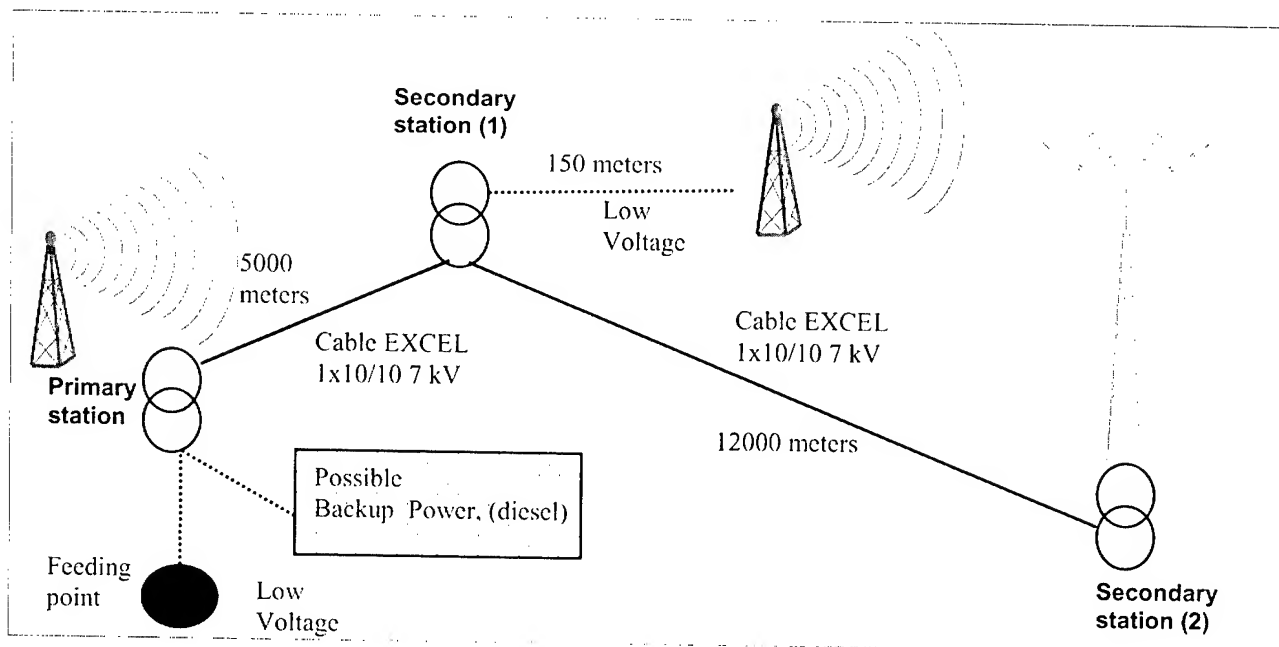 Secondary
station (1)
150 meters
Low
Voltage
5000
meters
Cable EXCEL
1x10/10 7 kV
Cable EXCEL
1x10/10 7 kV
Primary
station
12000 meters
Possible
Backup Power, (diesel)
Feeding
point
Low
Voltage
Secondary
station (2)